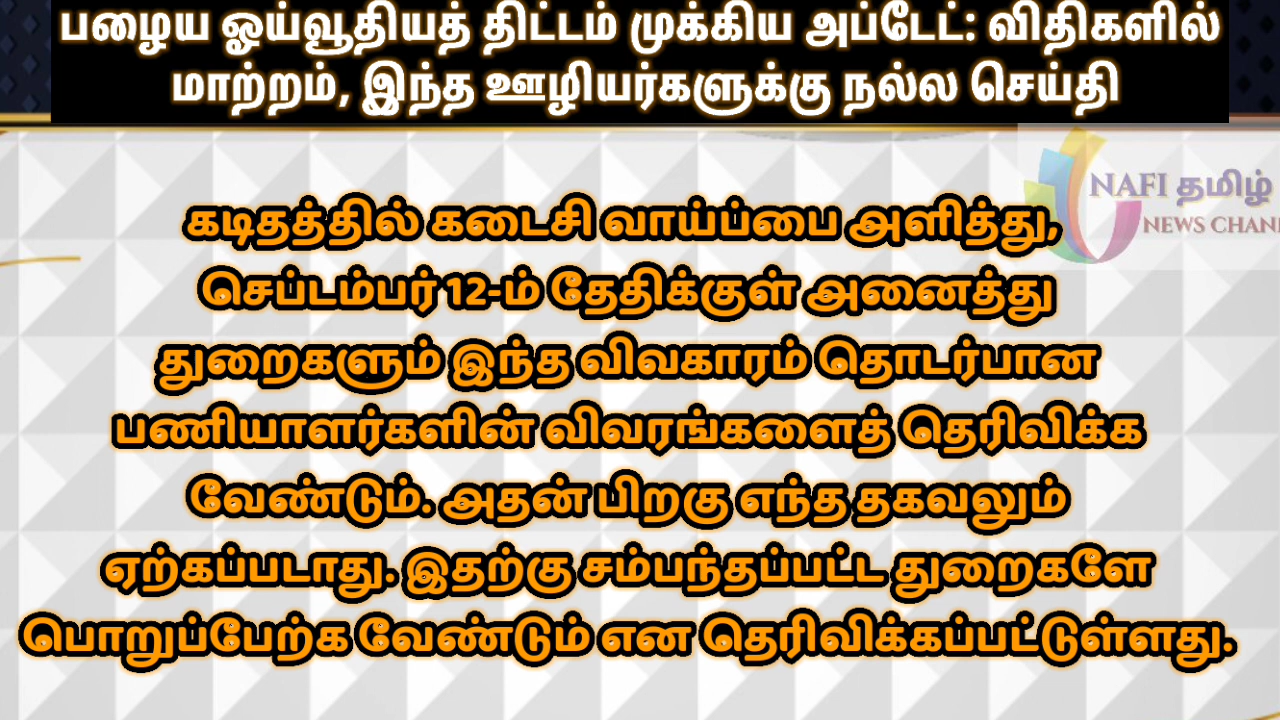 பழைய ஓய்வூதியத் திட்டம் முக்கிய அப்டேட்: விதிகளில்
மாற்றம், இந்த ஊழியர்களுக்கு நல்ல செய்தி
NAFI தமிழ்
NEWS CHAN
கடிதத்தில் கடைசி வாய்ப்பை அளித்து,
செப்டம்பர் 12-ம் தேதிக்குள் அனைத்து
துறைகளும் இந்த விவகாரம் தொடர்பான
பணியாளர்களின் விவரங்களைத் தெரிவிக்க
வேண்டும். அதன் பிறகு எந்த தகவலும்
ஏற்கப்படாது. இதற்கு சம்பந்தப்பட்ட துறைகளே
பொறுப்பேற்க வேண்டும் என தெரிவிக்கப்பட்டுள்ளது.